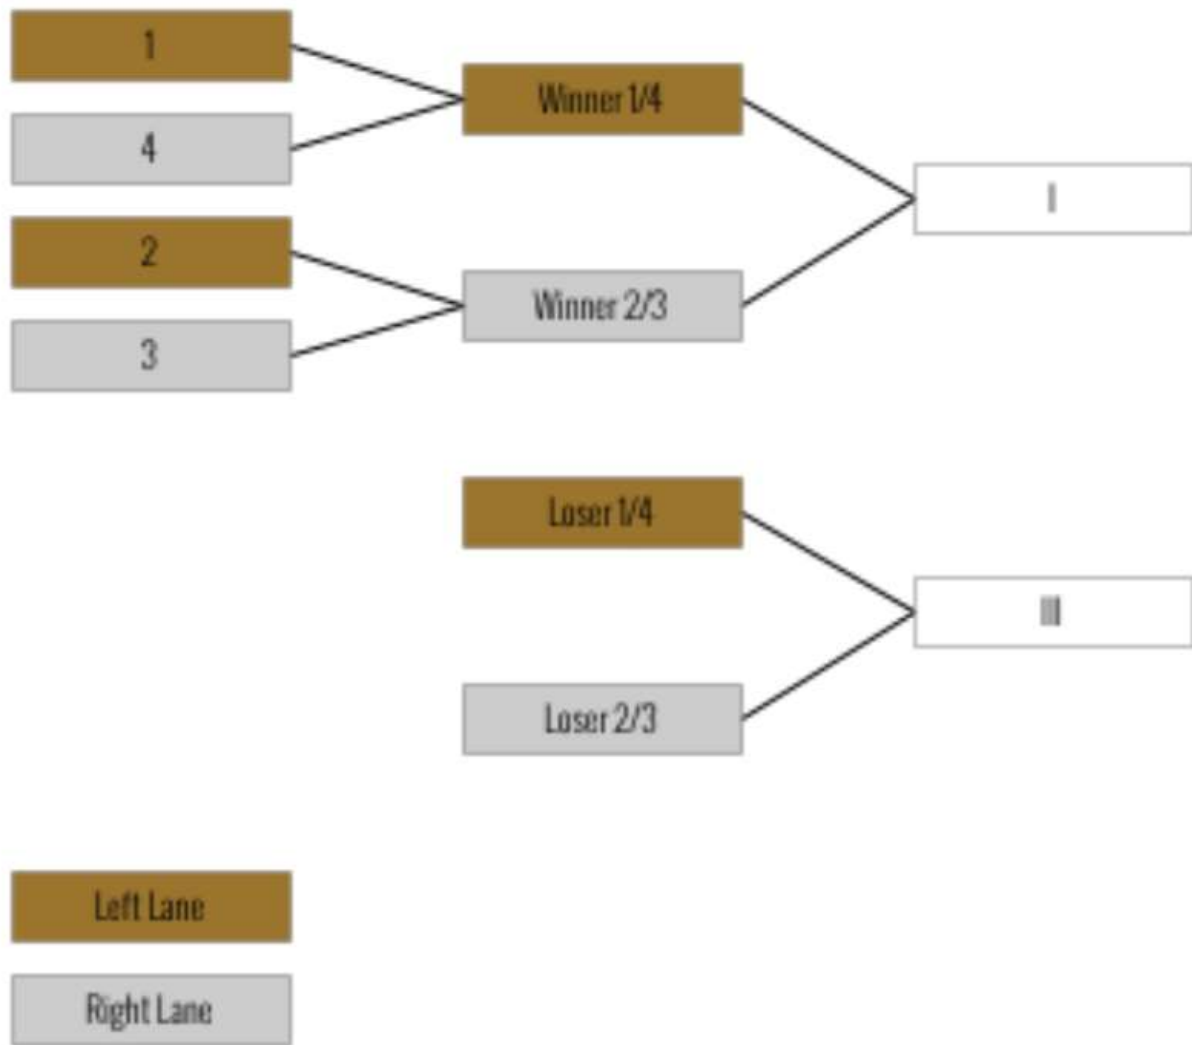 1
Winner 1/4
4
I
2
Winner 2/3
3
Loser 1/4
III
Loser 2/3
Left Lane
Right Lane